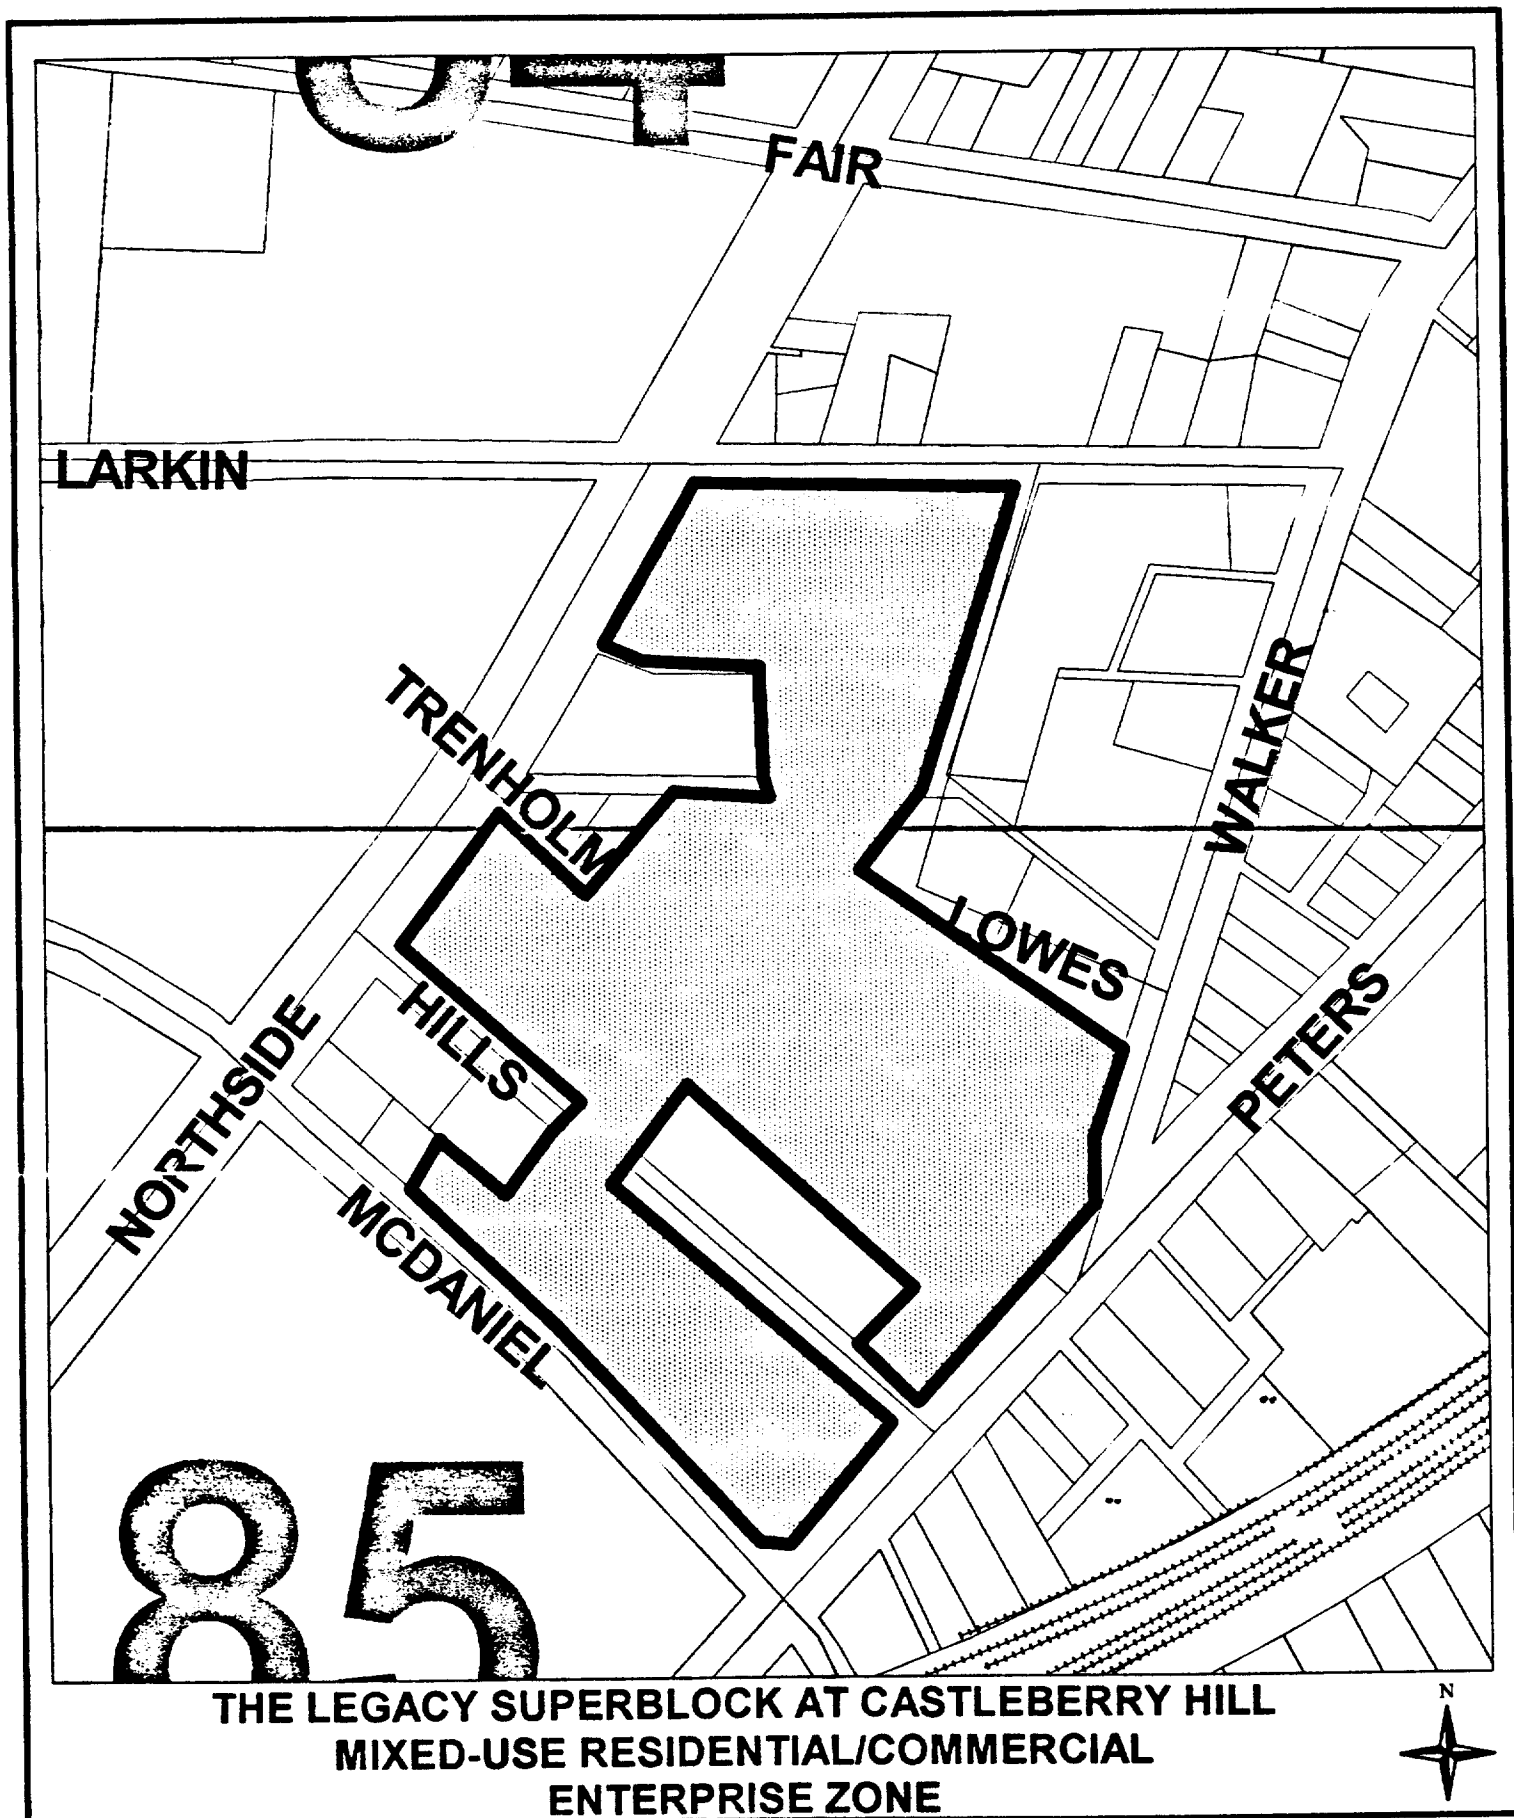 FAIR
LARKIN
TRENHOLM
WALKER
LOWES
HILLS
PETERS
NORTHSIDE
MCDANIEL
85
THE LEGACY SUPERBLOCK AT CASTLEBERRY HILL
MIXED-USE RESIDENTIAL/COMMERCIAL
ENTERPRISE ZONE
N